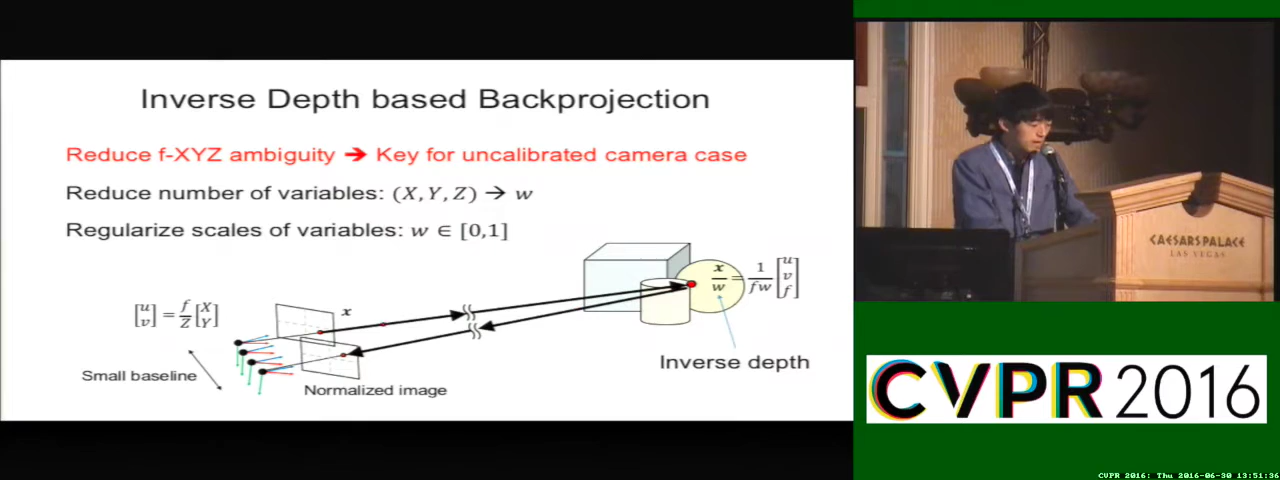 Inverse Depth based Backprojection
Reduce f-XYZ ambiguity ➔ Key for uncalibrated camera case
Reduce number of variables: (X, Y, Z) → w
Regularize scales of variables: w ∈ [0,1]
[u v] = f/Z [X Y]
x
x/w = 1/fw [u v f]
Small baseline
Normalized image
Inverse depth
CAESARS PALACE
LAS VEGAS
CVPR 2016
CVPR 2016: Thu 2016-06-30 13:51:36